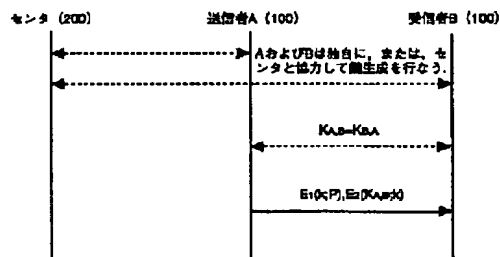 センタ (200)
送信者A (100)
受信者B (100)
AおよびBは独自に，または，セ
ンタと協力して鍵生成を行なう．
KA,B=KB,A
E1(k;P),E2(KA,B;k)